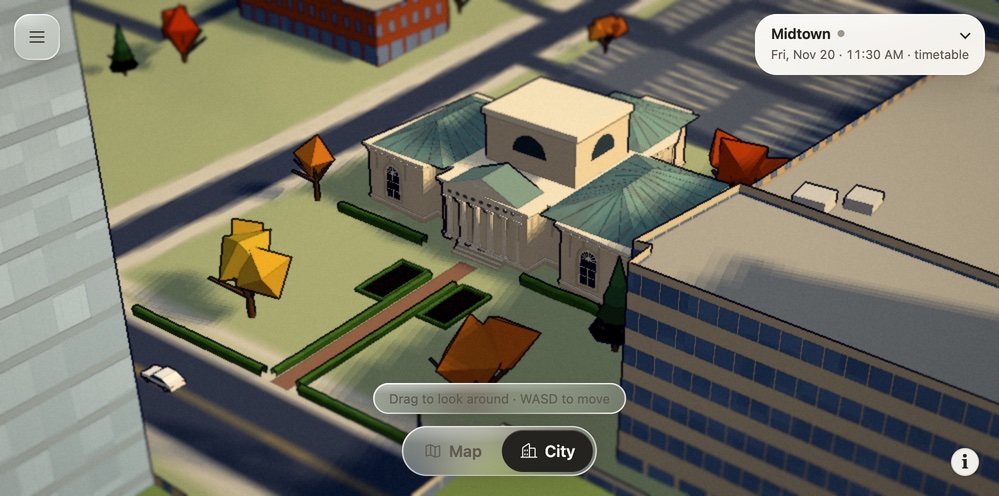 Midtown
Fri, Nov 20 · 11:30 AM · timetable
Drag to look around · WASD to move
Map
City
i